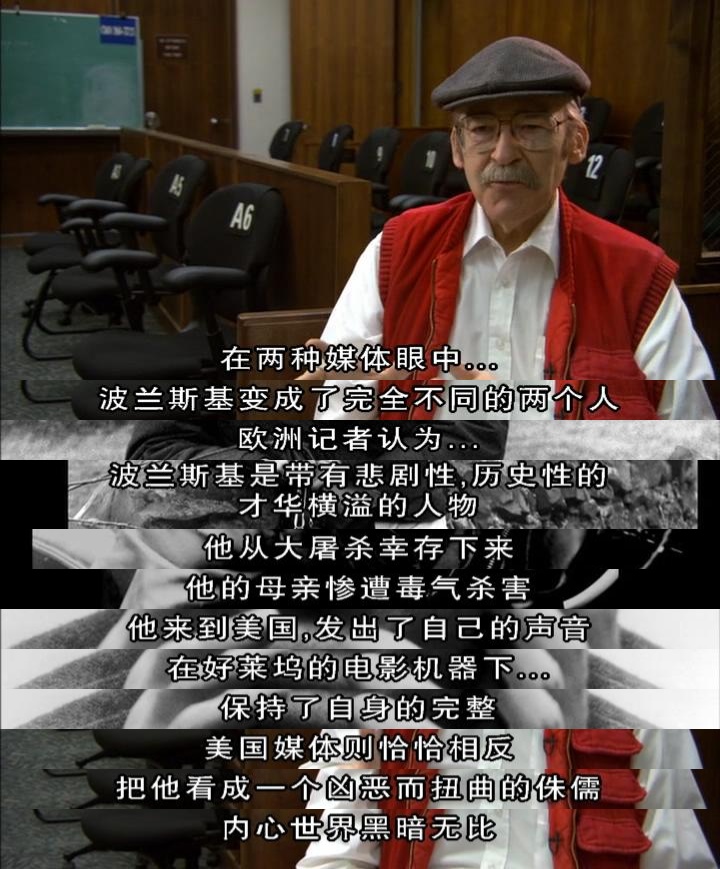 A3
A5
A6
9
10
12
在两种媒体眼中...
波兰斯基变成了完全不同的两个人
欧洲记者认为...
波兰斯基是带有悲剧性,历史性的
才华横溢的人物
他从大屠杀幸存下来
他的母亲惨遭毒气杀害
他来到美国,发出了自己的声音
在好莱坞的电影机器下...
保持了自身的完整
美国媒体则恰恰相反
把他看成一个凶恶而扭曲的侏儒
内心世界黑暗无比